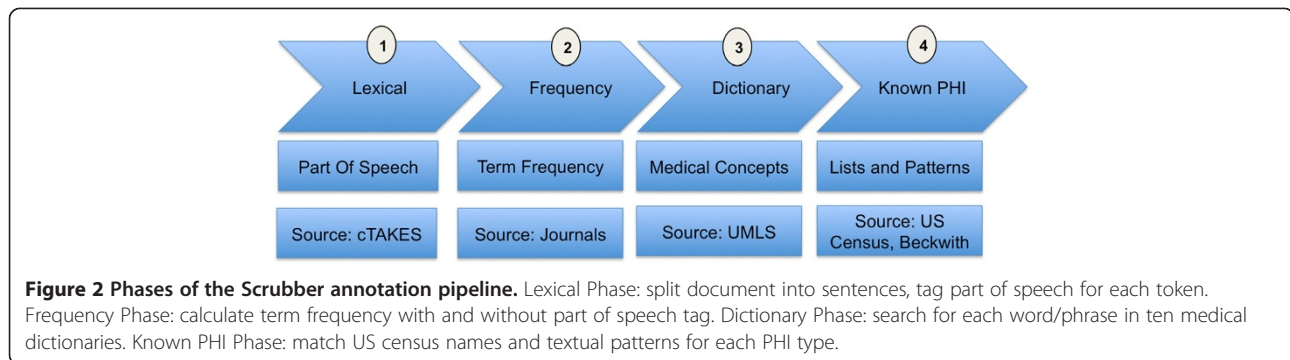 1 2 3 4
Lexical Frequency Dictionary Known PHI
Part Of Speech Term Frequency Medical Concepts Lists and Patterns
Source: cTAKES Source: Journals Source: UMLS Source: US
Census, Beckwith
Figure 2 Phases of the Scrubber annotation pipeline. Lexical Phase: split document into sentences, tag part of speech for each token.
Frequency Phase: calculate term frequency with and without part of speech tag. Dictionary Phase: search for each word/phrase in ten medical
dictionaries. Known PHI Phase: match US census names and textual patterns for each PHI type.